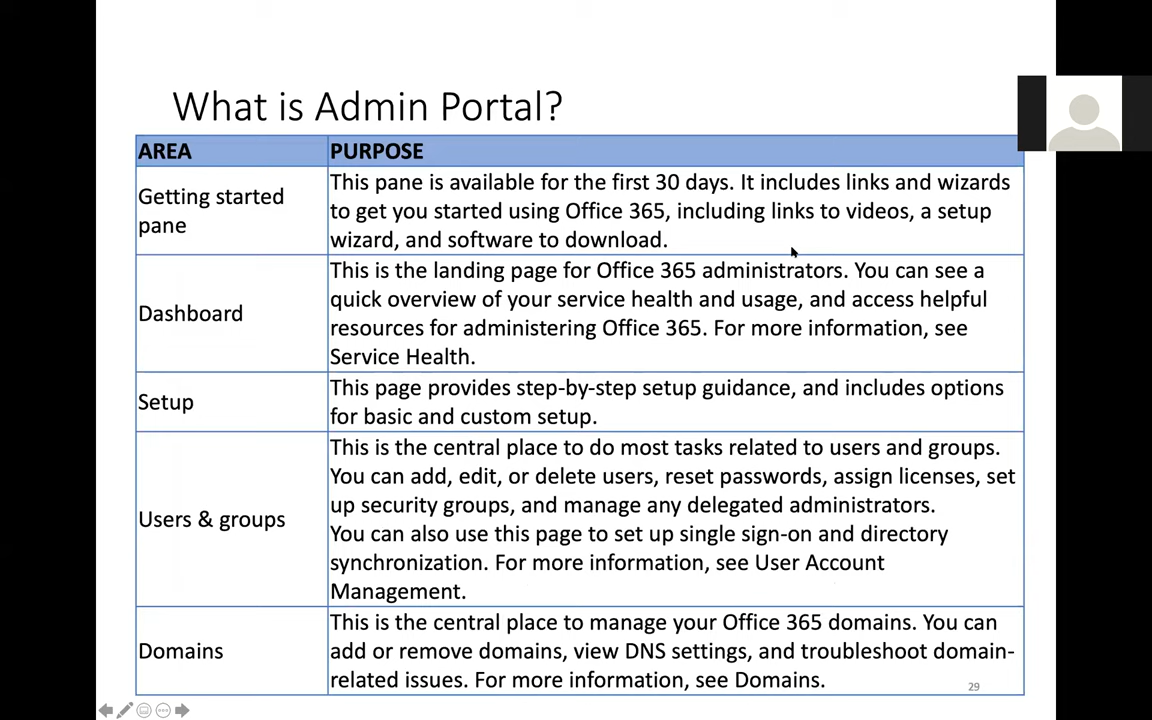 What is Admin Portal?
AREA
PURPOSE
Getting started
pane
This pane is available for the first 30 days. It includes links and wizards
to get you started using Office 365, including links to videos, a setup
wizard, and software to download.
Dashboard
This is the landing page for Office 365 administrators. You can see a
quick overview of your service health and usage, and access helpful
resources for administering Office 365. For more information, see
Service Health.
Setup
This page provides step-by-step setup guidance, and includes options
for basic and custom setup.
Users & groups
This is the central place to do most tasks related to users and groups.
You can add, edit, or delete users, reset passwords, assign licenses, set
up security groups, and manage any delegated administrators.
You can also use this page to set up single sign-on and directory
synchronization. For more information, see User Account
Management.
Domains
This is the central place to manage your Office 365 domains. You can
add or remove domains, view DNS settings, and troubleshoot domain-
related issues. For more information, see Domains.
29